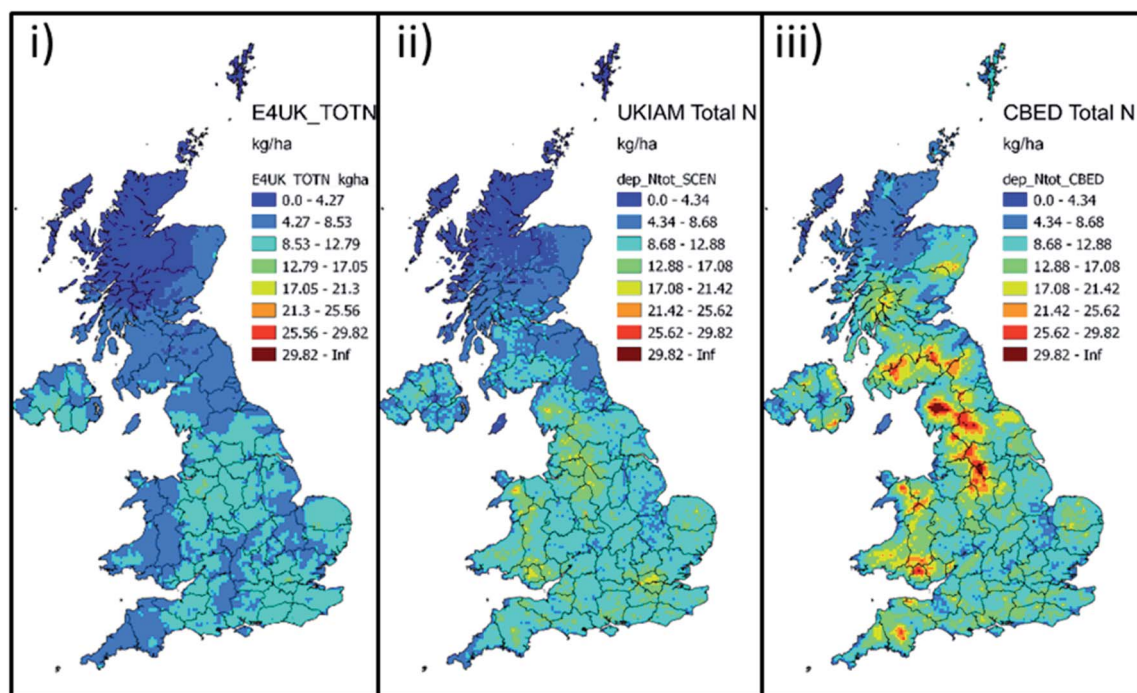 i)
E4UK_TOTN
kg/ha
E4UK_TOTN_kgha
0.0 - 4.27
4.27 - 8.53
8.53 - 12.79
12.79 - 17.05
17.05 - 21.3
21.3 - 25.56
25.56 - 29.82
29.82 - Inf
ii)
UKIAM Total N
kg/ha
dep_Ntot_SCEN
0.0 - 4.34
4.34 - 8.68
8.68 - 12.88
12.88 - 17.08
17.08 - 21.42
21.42 - 25.62
25.62 - 29.82
29.82 - Inf
iii)
CBED Total N
kg/ha
dep_Ntot_CBED
0.0 - 4.34
4.34 - 8.68
8.68 - 12.88
12.88 - 17.08
17.08 - 21.42
21.42 - 25.62
25.62 - 29.82
29.82 - Inf